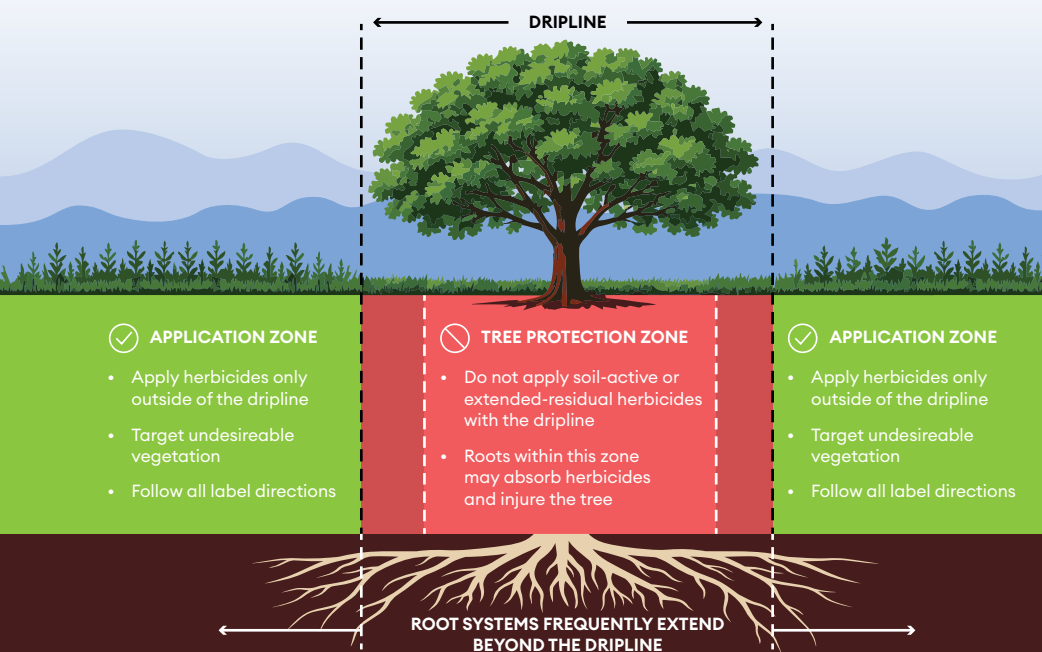 DRIPLINE
APPLICATION ZONE
• Apply herbicides only
outside of the dripline
• Target undesireable
vegetation
• Follow all label directions
TREE PROTECTION ZONE
• Do not apply soil-active or
extended-residual herbicides
with the dripline
• Roots within this zone
may absorb herbicides
and injure the tree
APPLICATION ZONE
• Apply herbicides only
outside of the dripline
• Target undesireable
vegetation
• Follow all label directions
ROOT SYSTEMS FREQUENTLY EXTEND
BEYOND THE DRIPLINE